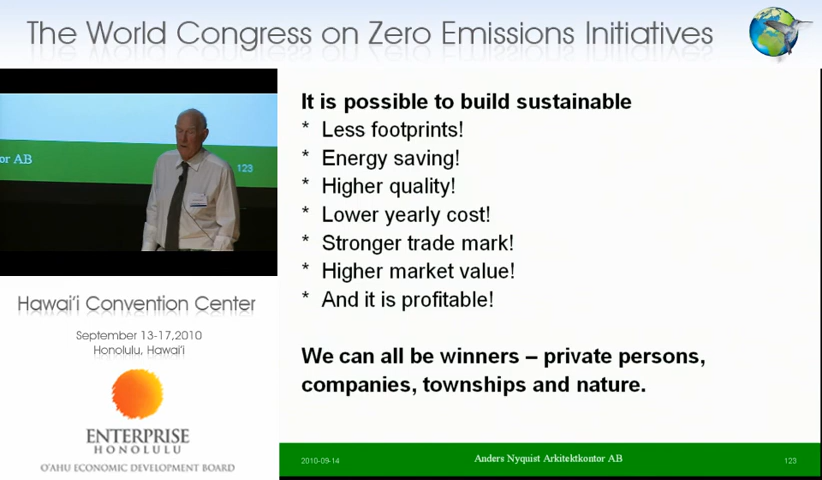 The World Congress on Zero Emissions Initiatives
or AB
123
It is possible to build sustainable
* Less footprints!
* Energy saving!
* Higher quality!
* Lower yearly cost!
* Stronger trade mark!
* Higher market value!
* And it is profitable!
We can all be winners – private persons,
companies, townships and nature.
Hawai'i Convention Center
September 13-17,2010
Honolulu, Hawai'i
ENTERPRISE
HONOLULU
O'AHU ECONOMIC DEVELOPMENT BOARD
2010-09-14
Anders Nyquist Arkitektkontor AB
123